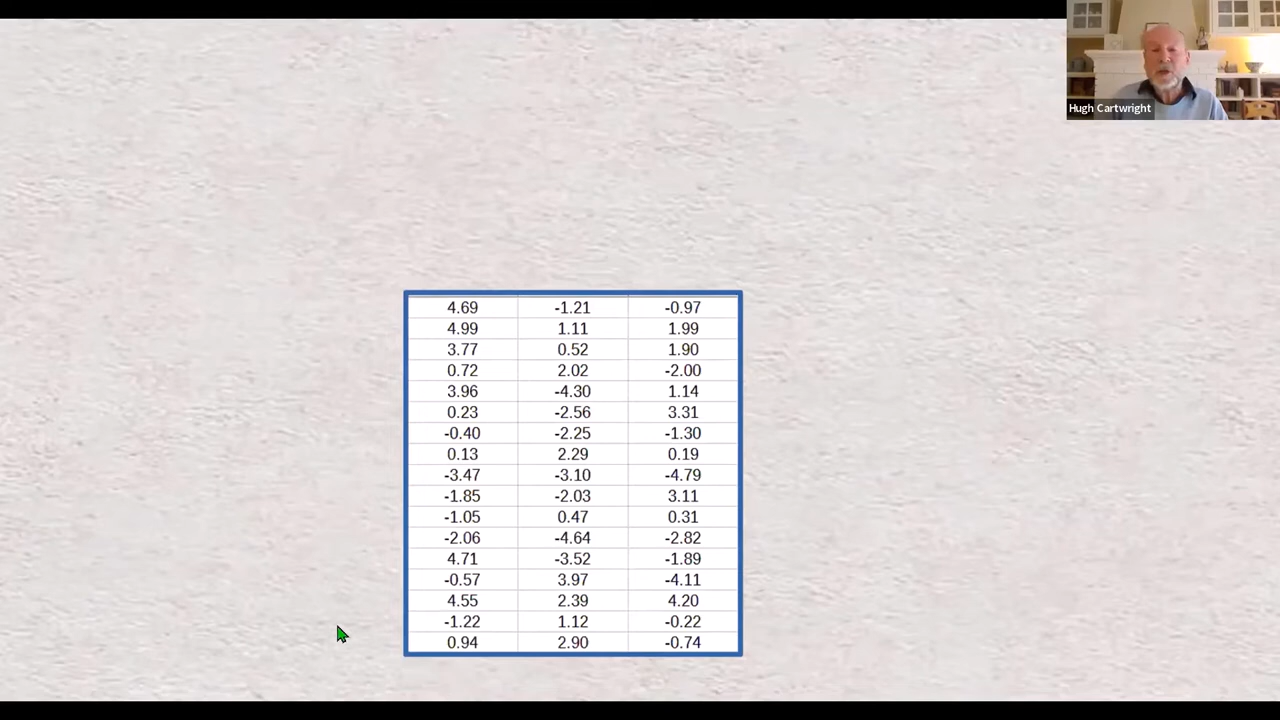 Hugh Cartwright
4.69 -1.21 -0.97
4.99 1.11 1.99
3.77 0.52 1.90
0.72 2.02 -2.00
3.96 -4.30 1.14
0.23 -2.56 3.31
-0.40 -2.25 -1.30
0.13 2.29 0.19
-3.47 -3.10 -4.79
-1.85 -2.03 3.11
-1.05 0.47 0.31
-2.06 -4.64 -2.82
4.71 -3.52 -1.89
-0.57 3.97 -4.11
4.55 2.39 4.20
-1.22 1.12 -0.22
0.94 2.90 -0.74